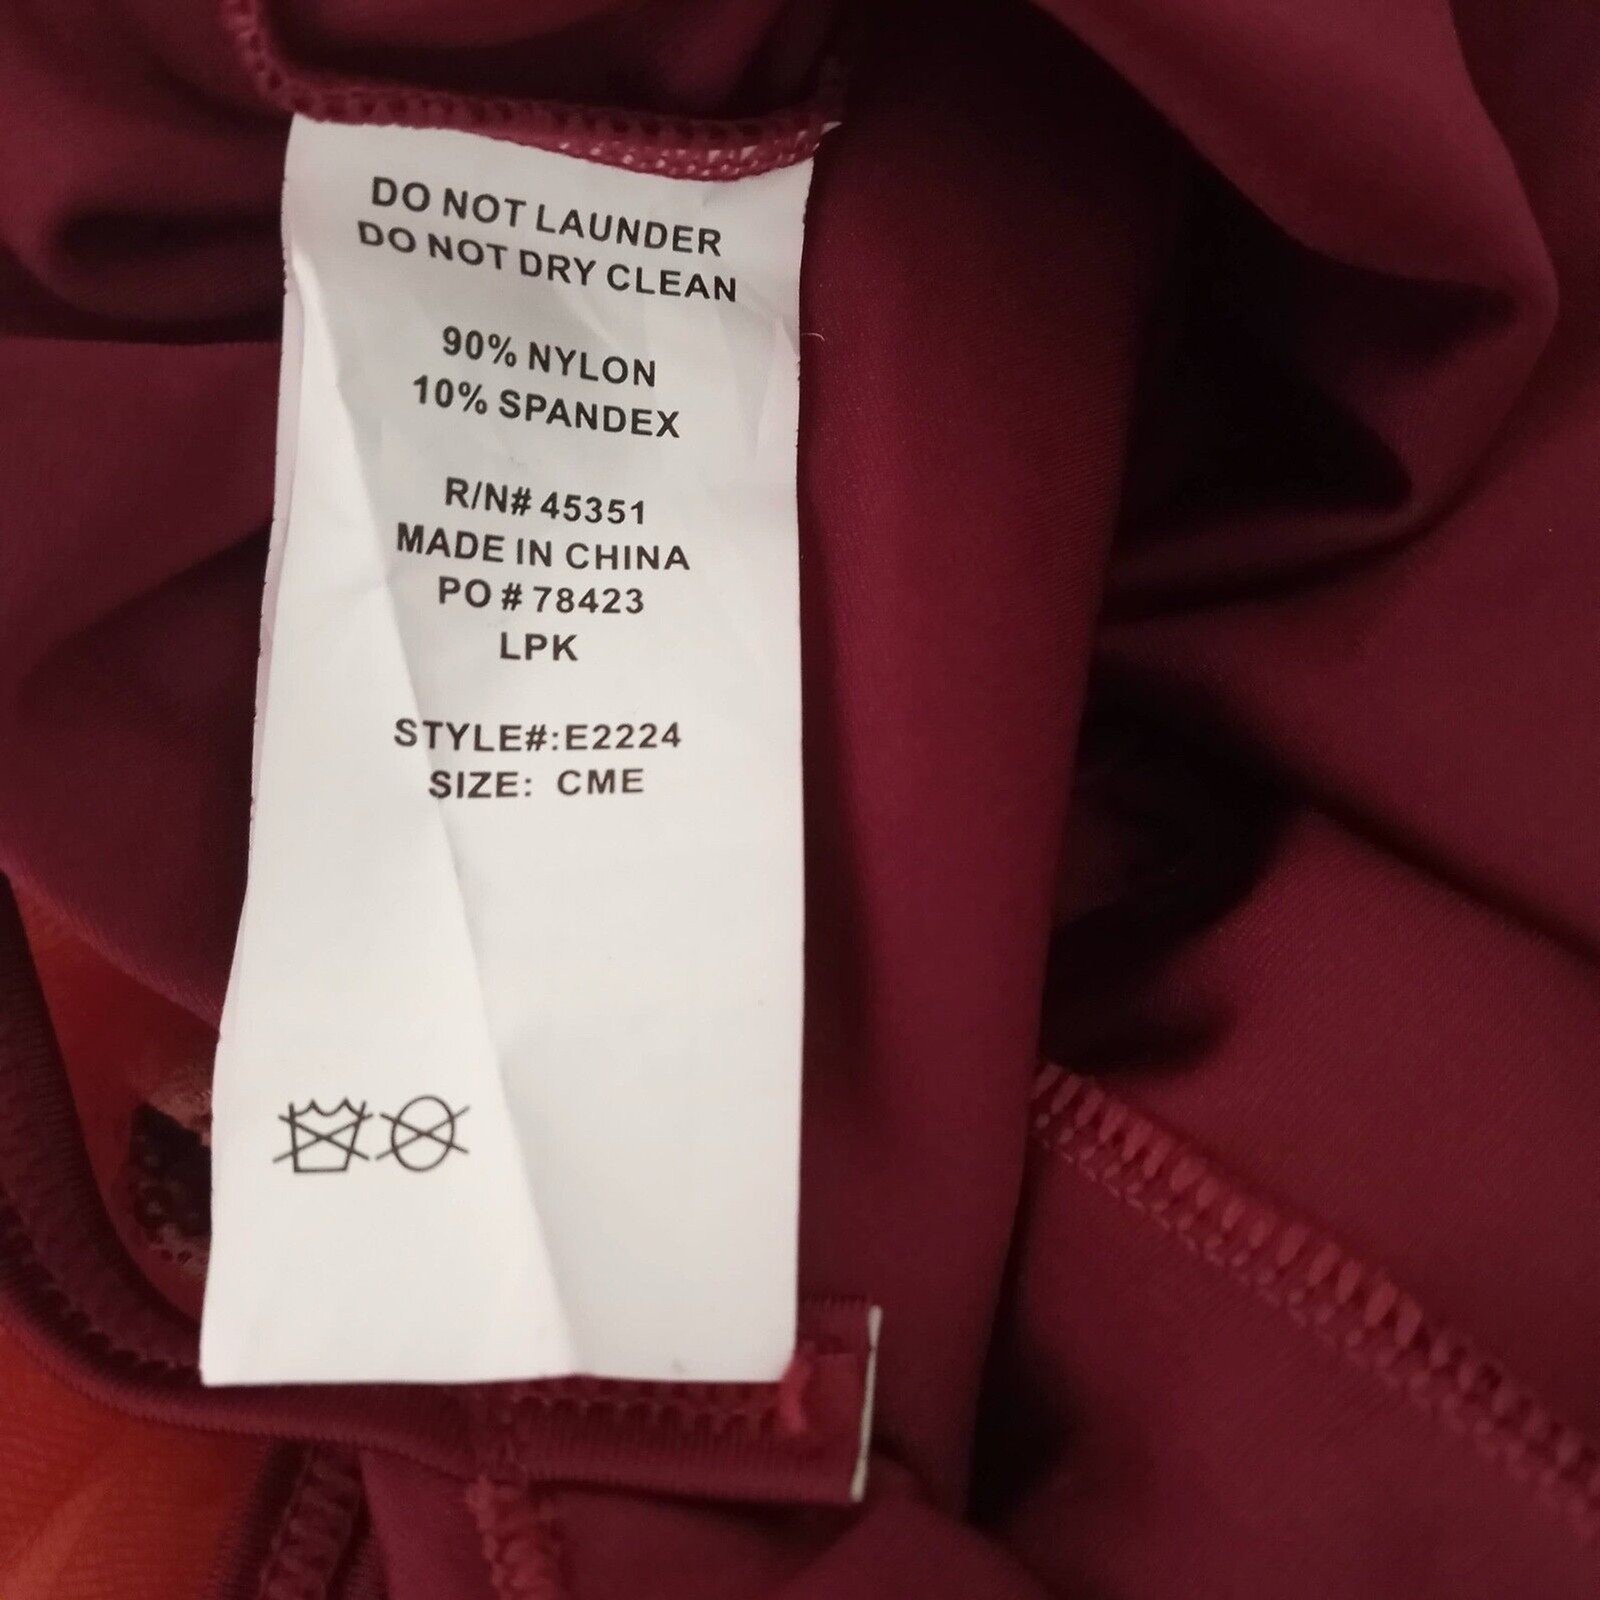 DO NOT LAUNDER
DO NOT DRY CLEAN
90% NYLON
10% SPANDEX
R/N# 45351
MADE IN CHINA
PO # 78423
LPK
STYLE#:E2224
SIZE: CME